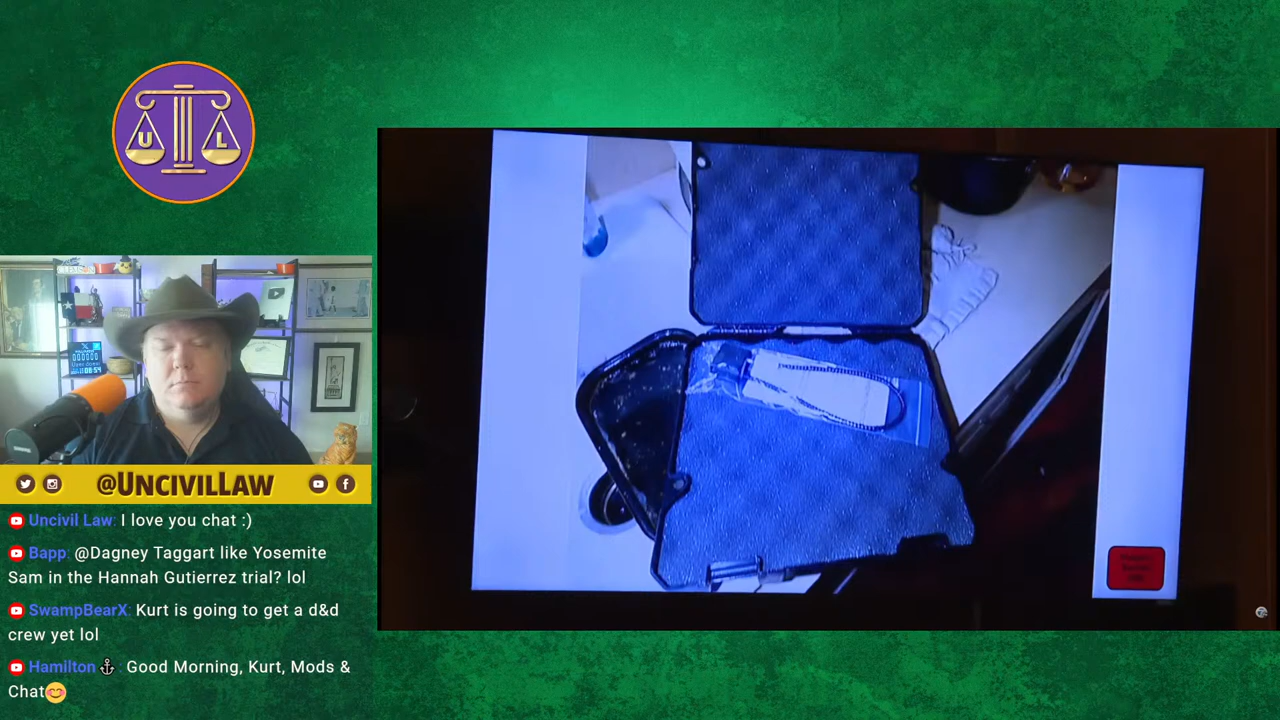 U L
@UNCIVILLAW
Uncivil Law: I love you chat :)
Bapp: @Dagney Taggart like Yosemite
Sam in the Hannah Gutierrez trial? lol
SwampBearX: Kurt is going to get a d&d
crew yet lol
Hamilton⚓: Good Morning, Kurt, Mods &
Chat😊